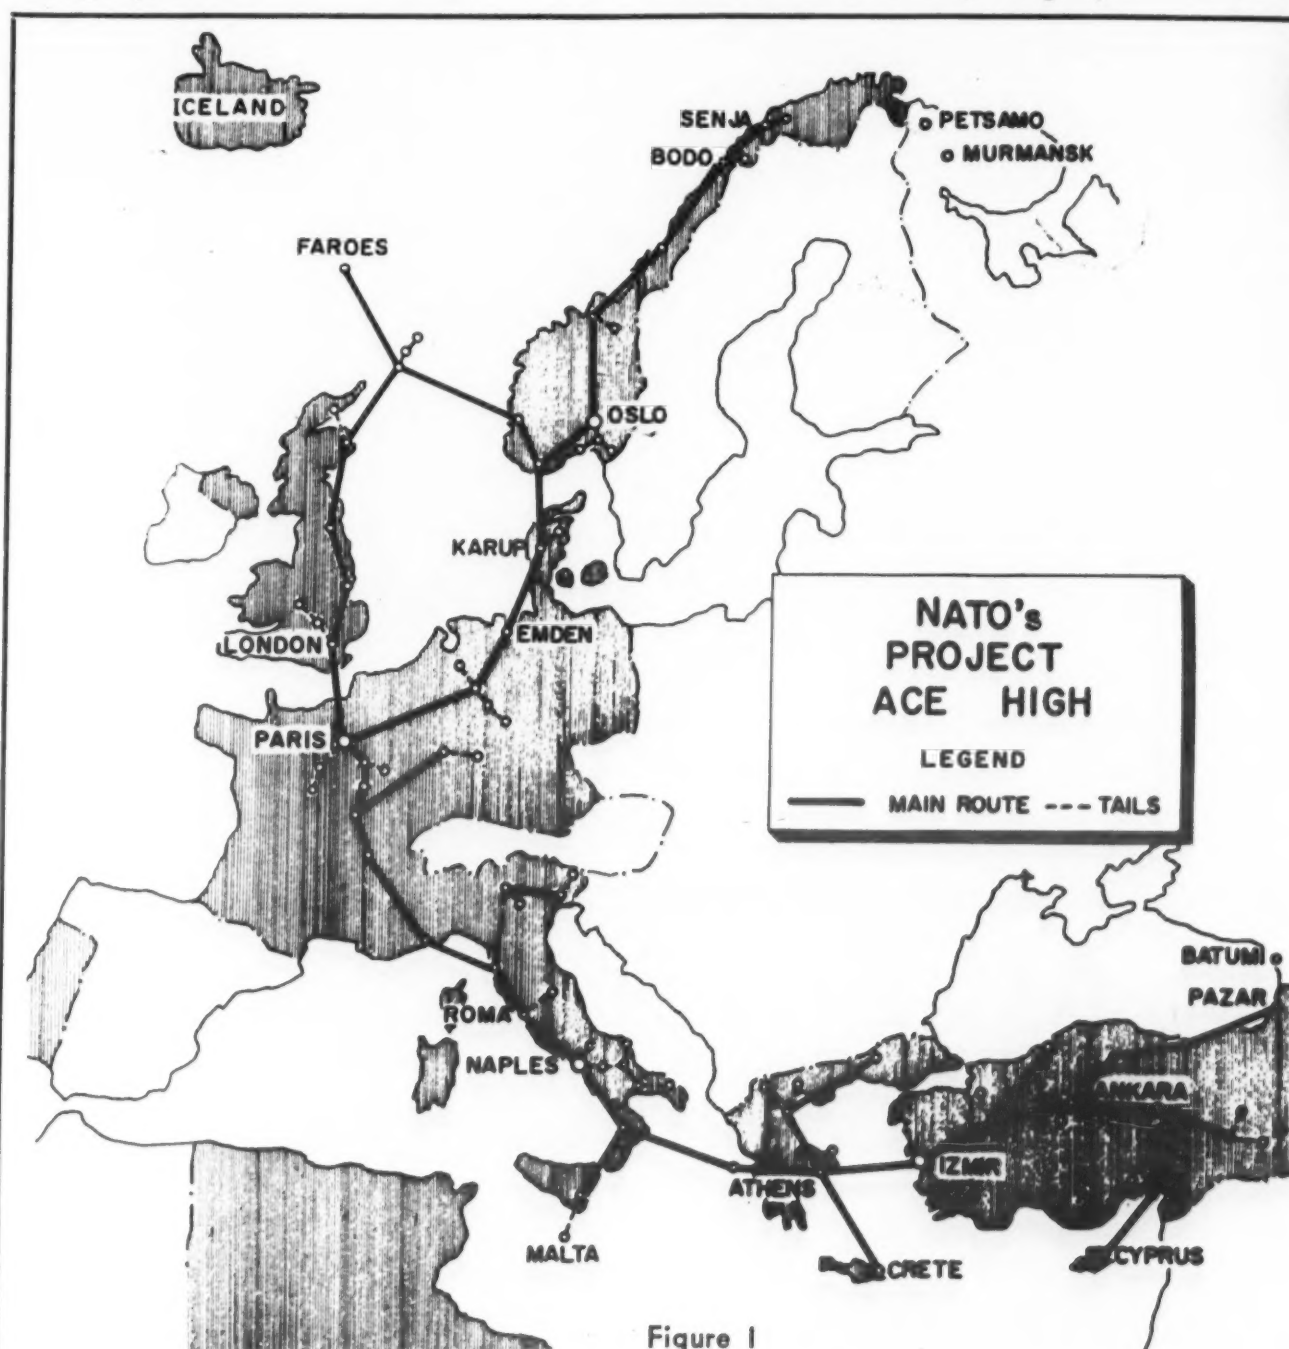 ICELAND
SENJA
PETSAMO
BODO
MURMANSK
FAROES
OSLO
KARUP
EMDEN
LONDON
PARIS
NATO's
PROJECT
ACE HIGH
LEGEND
MAIN ROUTE --- TAILS
BATUMI
PAZAR
ROMA
NAPLES
ANKARA
IZMIR
ATHENS
MALTA
CRETE
CYPRUS
Figure 1